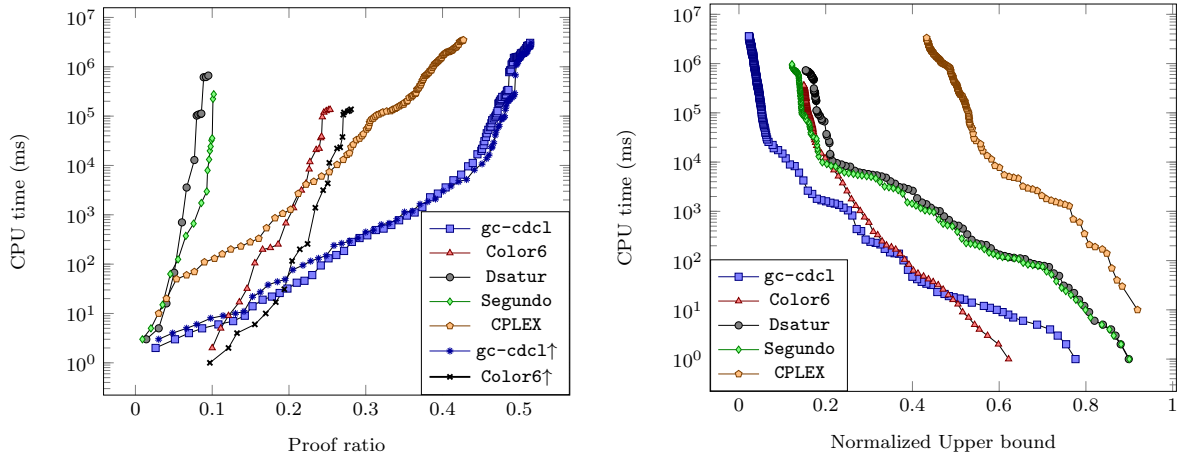 10^7
10^6
10^5
10^4
10^3
10^2
10^1
10^0
CPU time (ms)
0
0.1
0.2
0.3
0.4
0.5
Proof ratio
gc-cdcl
Color6
Dsatur
Segundo
CPLEX
gc-cdcl↑
Color6↑
10^7
10^6
10^5
10^4
10^3
10^2
10^1
10^0
CPU time (ms)
0
0.2
0.4
0.6
0.8
1
Normalized Upper bound
gc-cdcl
Color6
Dsatur
Segundo
CPLEX